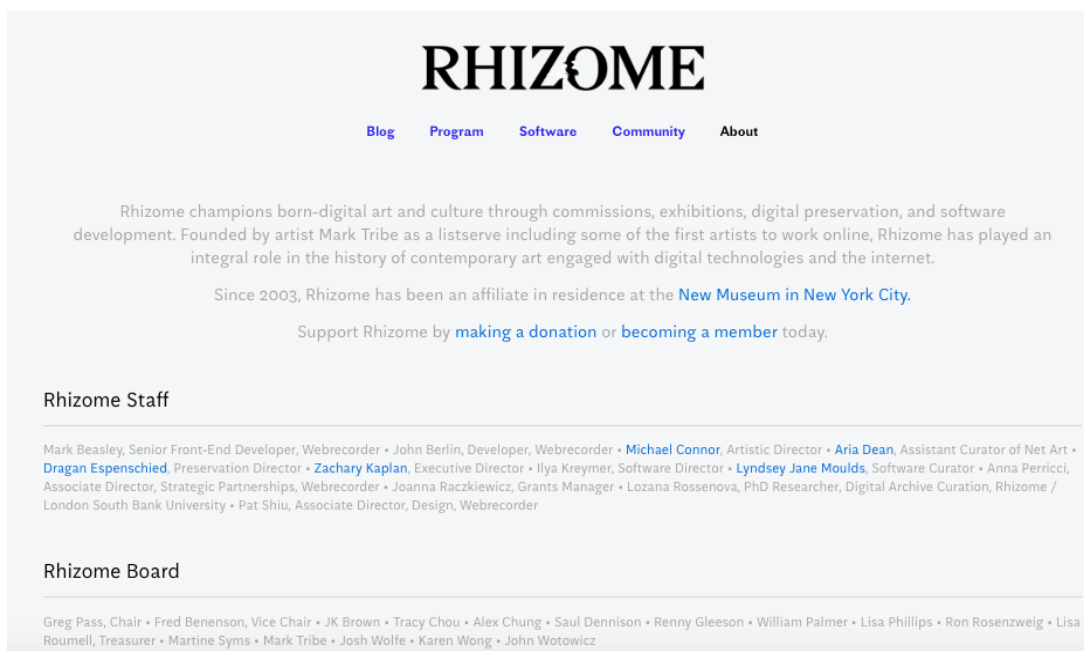 RHIZOME
Blog Program Software Community About
Rhizome champions born-digital art and culture through commissions, exhibitions, digital preservation, and software
development. Founded by artist Mark Tribe as a listserve including some of the first artists to work online, Rhizome has played an
integral role in the history of contemporary art engaged with digital technologies and the internet.
Since 2003, Rhizome has been an affiliate in residence at the New Museum in New York City.
Support Rhizome by making a donation or becoming a member today.
Rhizome Staff
Mark Beasley, Senior Front-End Developer, Webrecorder • John Berlin, Developer, Webrecorder • Michael Connor, Artistic Director • Aria Dean, Assistant Curator of Net Art •
Dragan Espenschied, Preservation Director • Zachary Kaplan, Executive Director • Ilya Kreymer, Software Director • Lyndsey Jane Moulds, Software Curator • Anna Perricci,
Associate Director, Strategic Partnerships, Webrecorder • Joanna Raczkiewicz, Grants Manager • Lozana Rossenova, PhD Researcher, Digital Archive Curation, Rhizome /
London South Bank University • Pat Shiu, Associate Director, Design, Webrecorder
Rhizome Board
Greg Pass, Chair • Fred Benenson, Vice Chair • JK Brown • Tracy Chou • Alex Chung • Saul Dennison • Renny Gleeson • William Palmer • Lisa Phillips • Ron Rosenzweig • Lisa
Roumell, Treasurer • Martine Syms • Mark Tribe • Josh Wolfe • Karen Wong • John Wotowicz